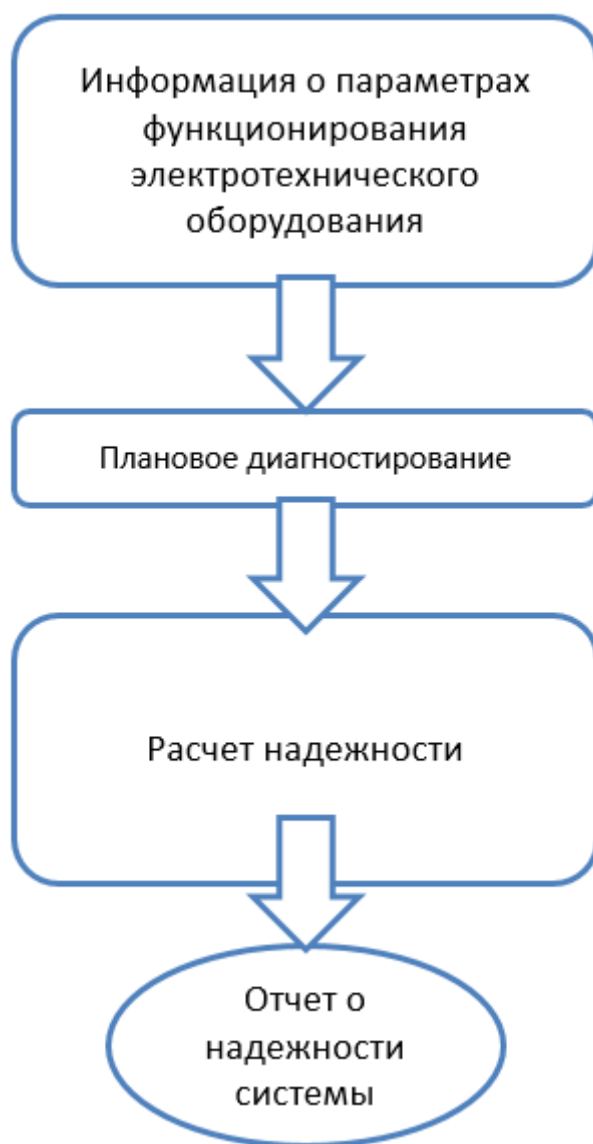 Информация о параметрах
функционирования
электротехнического
оборудования
Плановое диагностирование
Расчет надежности
Отчет о
надежности
системы